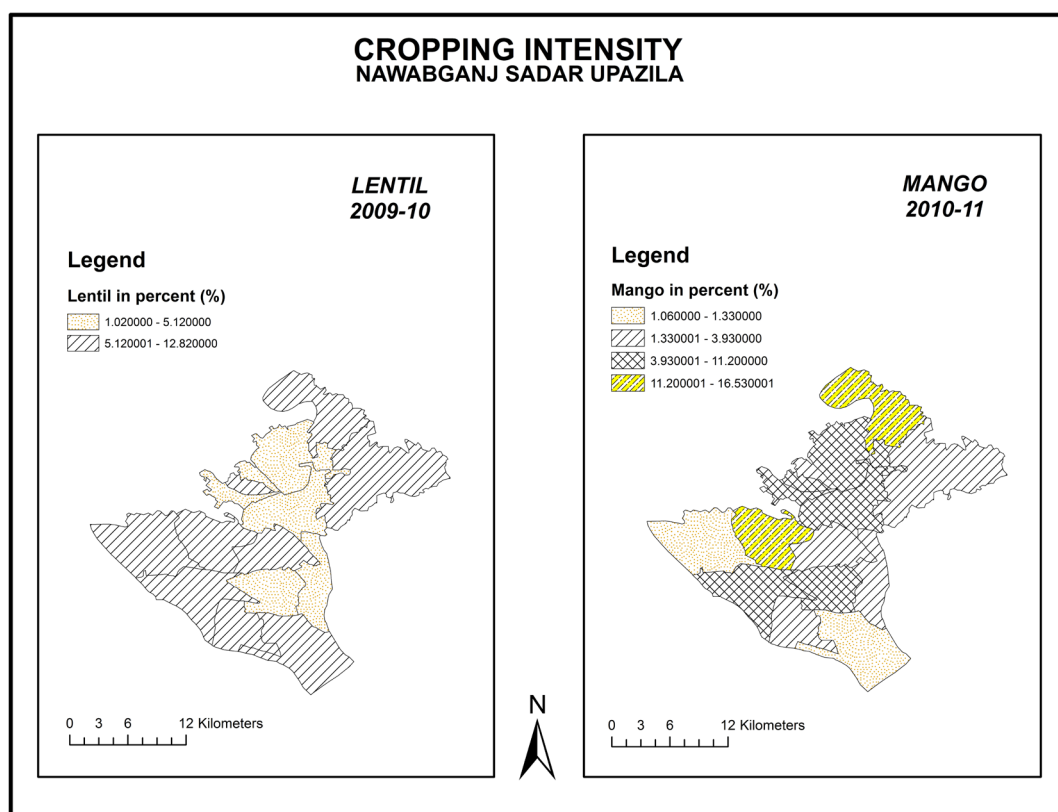 CROPPING INTENSITY
NAWABGANJ SADAR UPAZILA
LENTIL
2009-10
Legend
Lentil in percent (%)
1.020000 - 5.120000
5.120001 - 12.820000
0 3 6 12 Kilometers
N
MANGO
2010-11
Legend
Mango in percent (%)
1.060000 - 1.330000
1.330001 - 3.930000
3.930001 - 11.200000
11.200001 - 16.530001
0 3 6 12 Kilometers